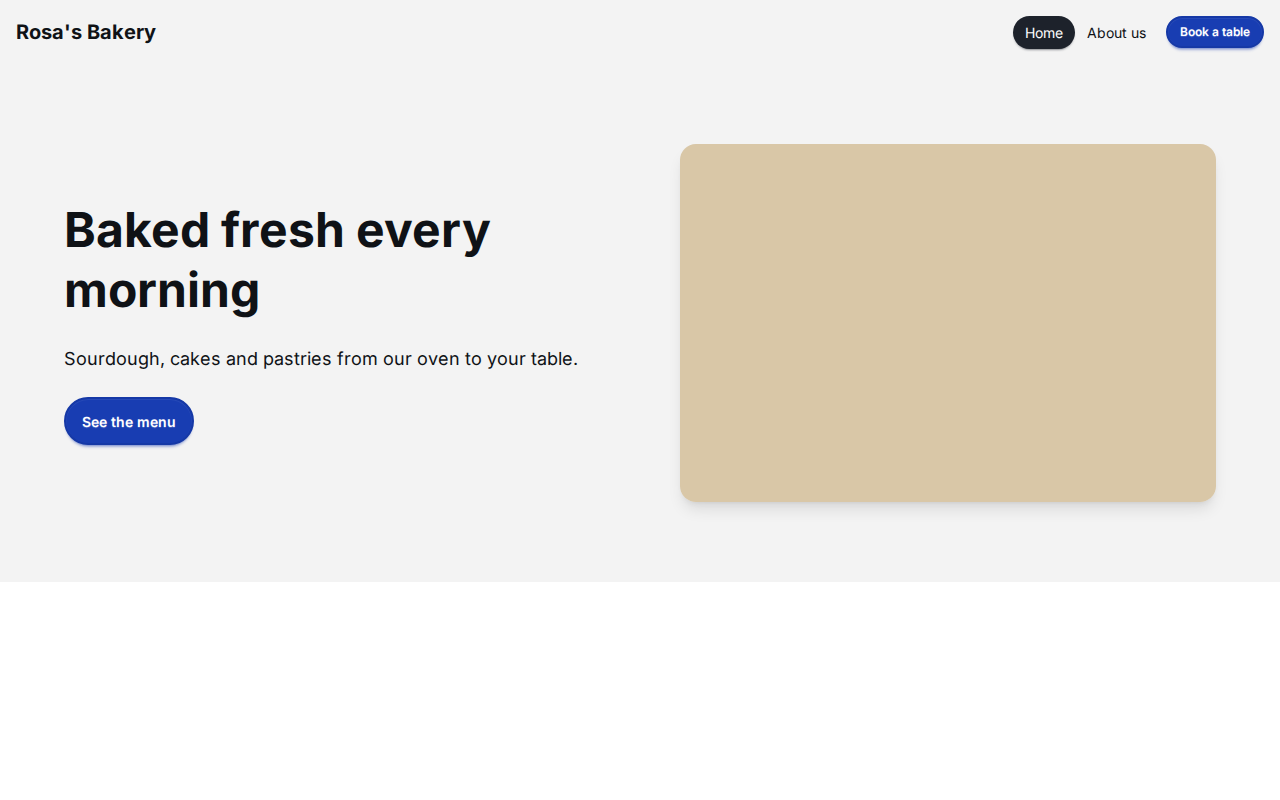 Rosa's Bakery
Home
About us
Book a table
Baked fresh every
morning
Sourdough, cakes and pastries from our oven to your table.
See the menu